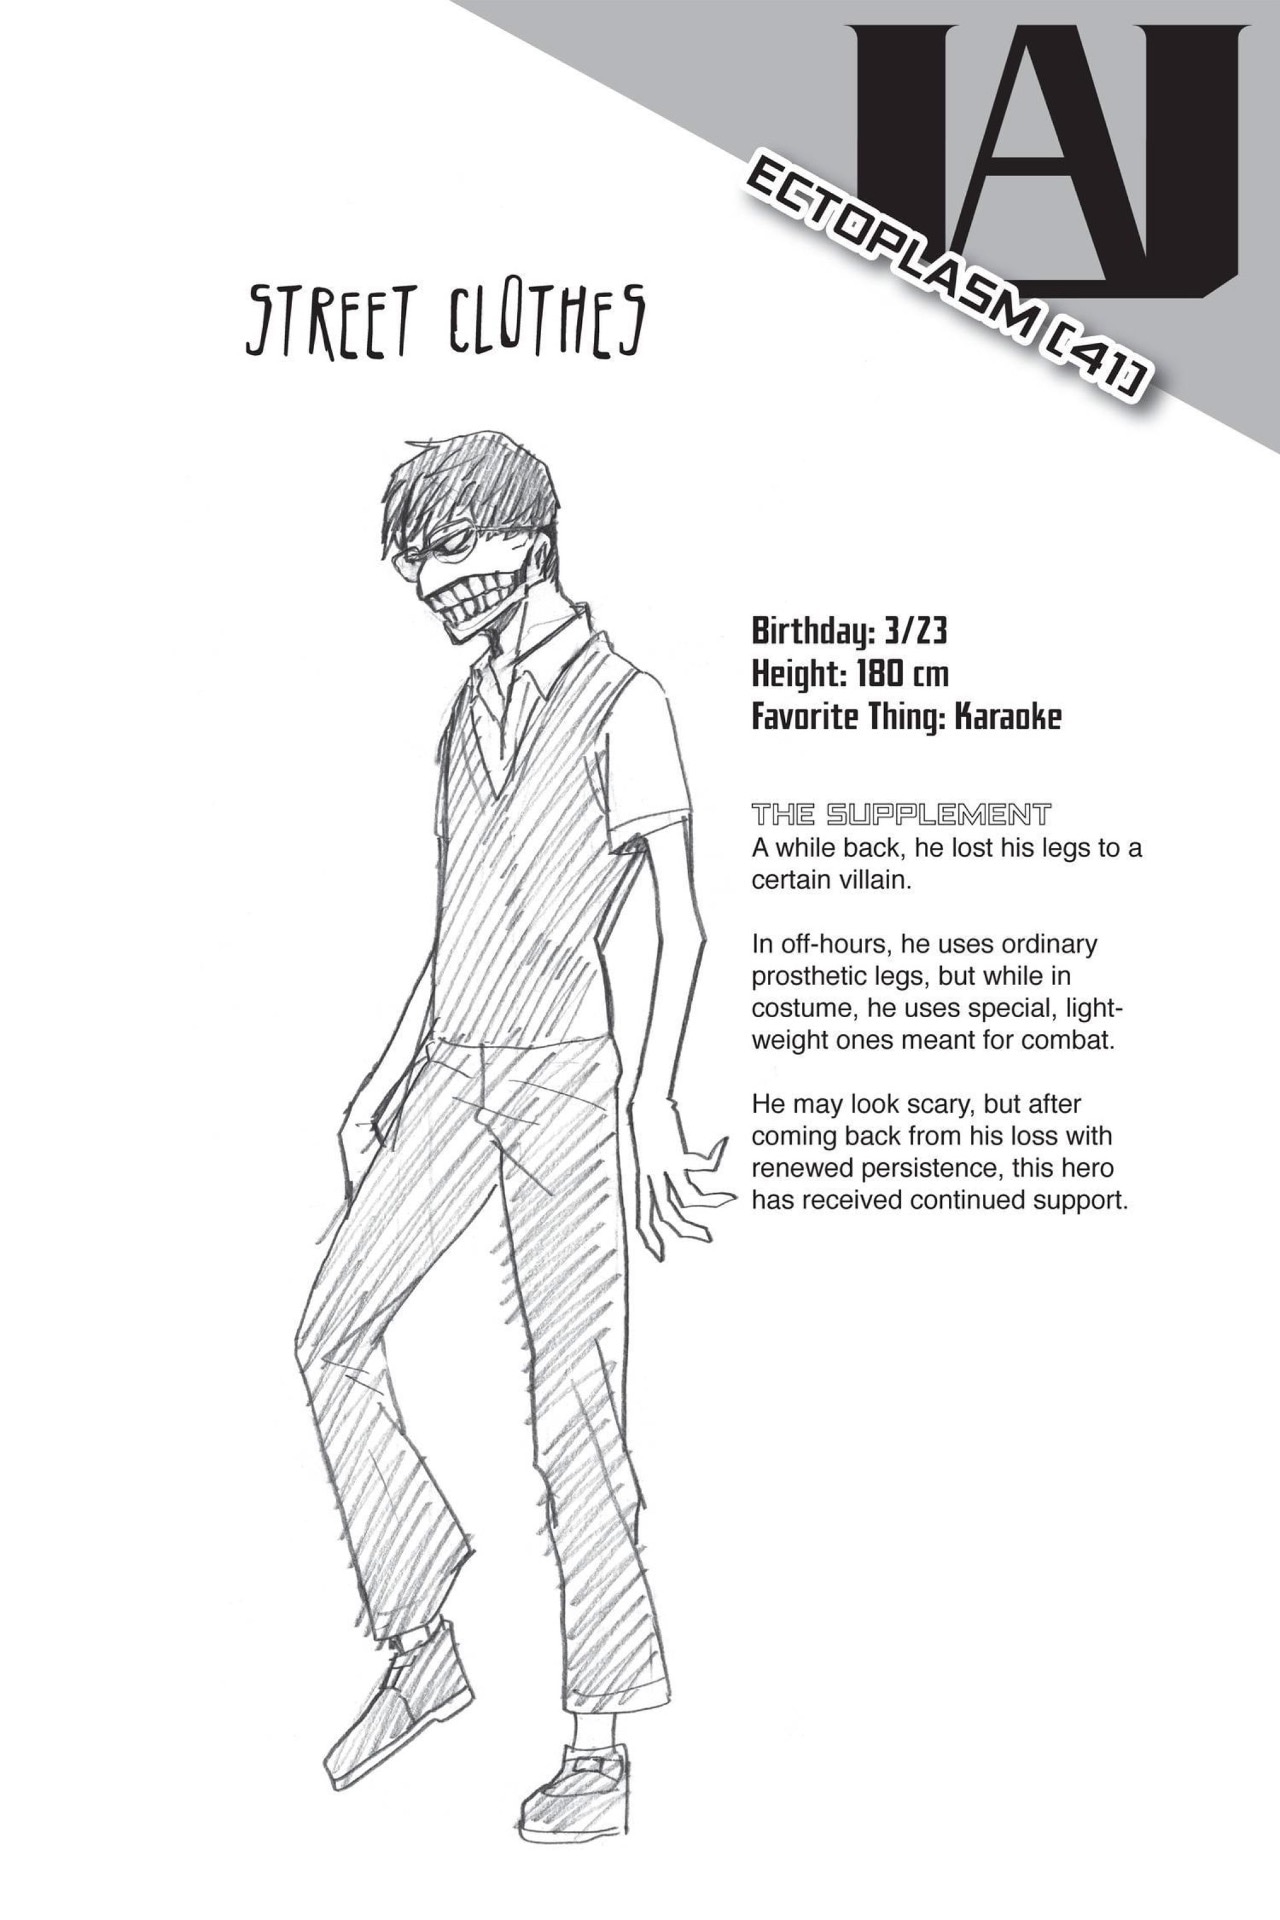 UA
ECTOPLASM (41)
STREET CLOTHES
Birthday: 3/23
Height: 180 cm
Favorite Thing: Karaoke
THE SUPPLEMENT
A while back, he lost his legs to a
certain villain.
In off-hours, he uses ordinary
prosthetic legs, but while in
costume, he uses special, light-
weight ones meant for combat.
He may look scary, but after
coming back from his loss with
renewed persistence, this hero
has received continued support.